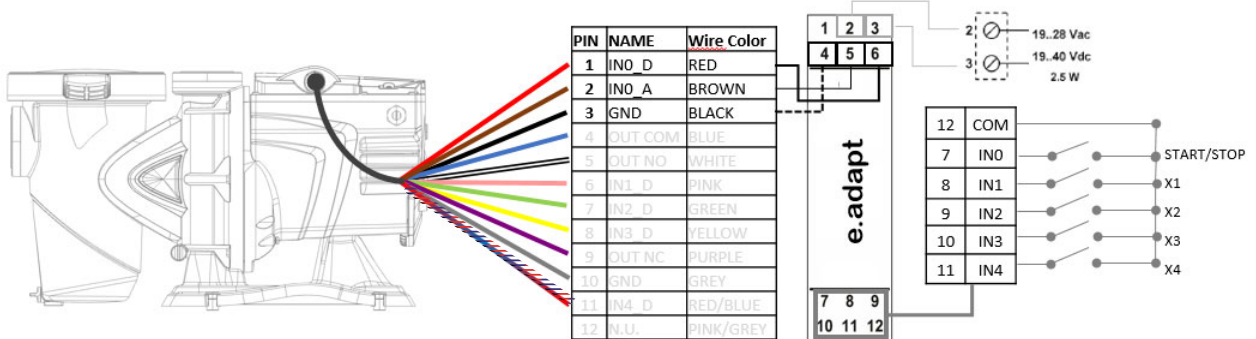 PIN NAME Wire Color
1 IN0_D RED
2 IN0_A BROWN
3 GND BLACK
4 OUT COM BLUE
5 OUT NO WHITE
6 IN1_D PINK
7 IN2_D GREEN
8 IN3_D YELLOW
9 OUT NC PURPLE
10 GND GREY
11 IN4_D RED/BLUE
12 N.U. PINK/GREY
1 2 3
4 5 6
e.adapt
7 8 9
10 11 12
2 19..28 Vac
3 19..40 Vdc
2.5 W
12 COM
7 IN0 START/STOP
8 IN1 X1
9 IN2 X2
10 IN3 X3
11 IN4 X4